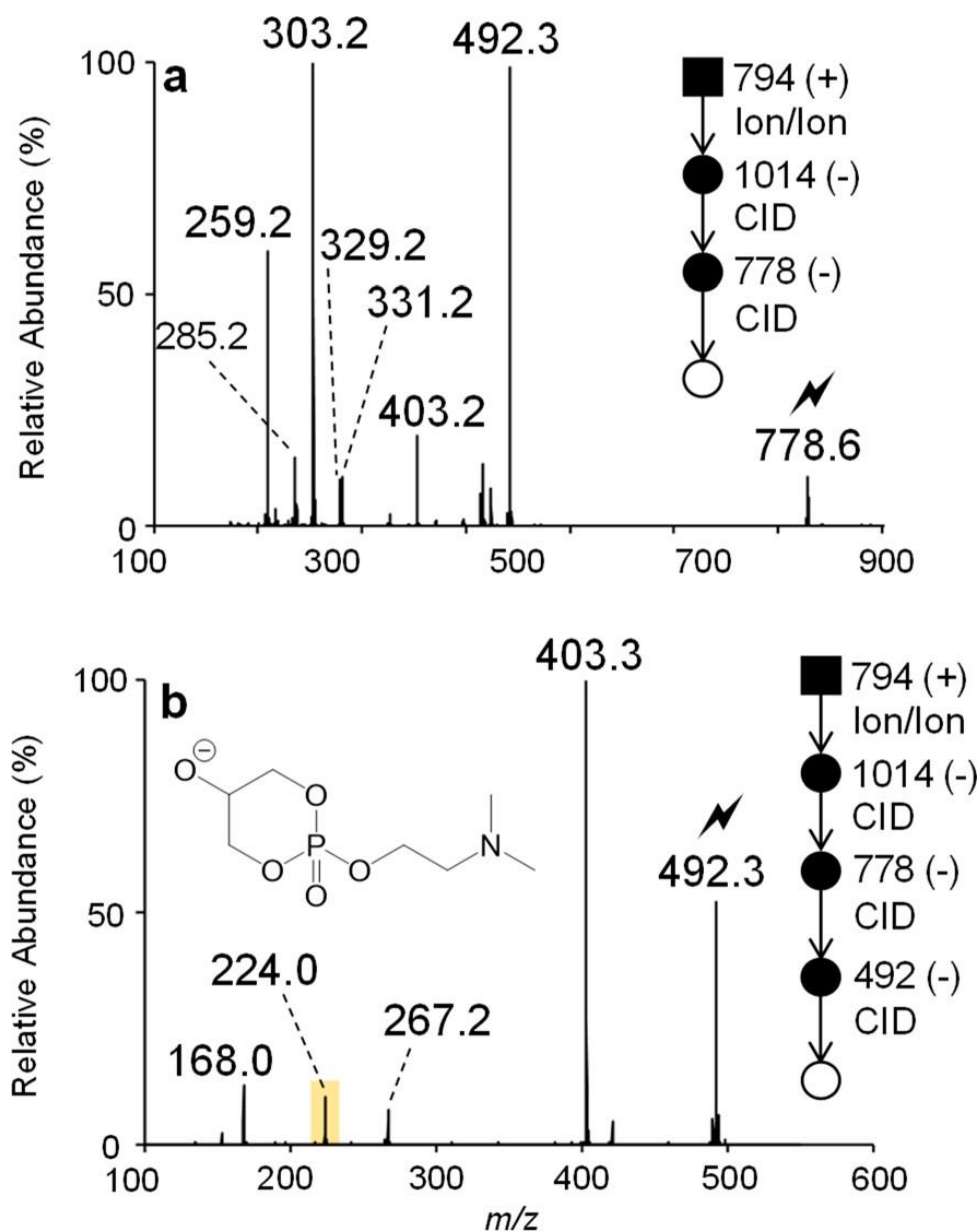 a
303.2
492.3
794 (+)
Ion/Ion
1014 (-)
CID
778 (-)
CID
259.2
329.2
331.2
285.2
403.2
778.6
Relative Abundance (%)
100
50
0
100
300
500
700
900
b
403.3
794 (+)
Ion/Ion
1014 (-)
CID
778 (-)
CID
492 (-)
CID
492.3
224.0
267.2
168.0
O
⊖
O
O
P
O
O
N
Relative Abundance (%)
100
50
0
100
200
300
400
500
600
m/z